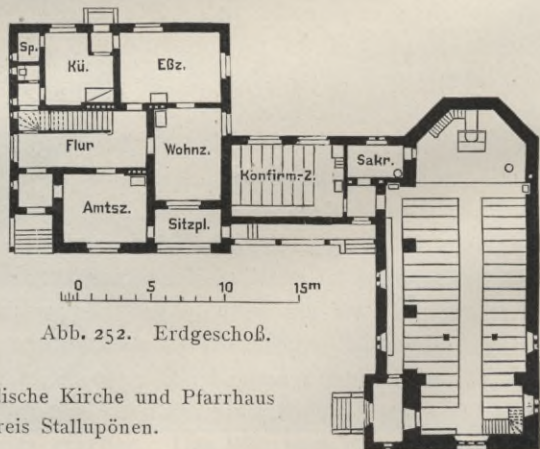 Sp.
Kü.
Eßz.
Flur
Wohnz.
Konfirm.-Z.
Sakr.
Amtsz.
Sitzpl.
0 5 10 15m
Abb. 252. Erdgeschoß.
dische Kirche und Pfarrhaus
reis Stallupönen.